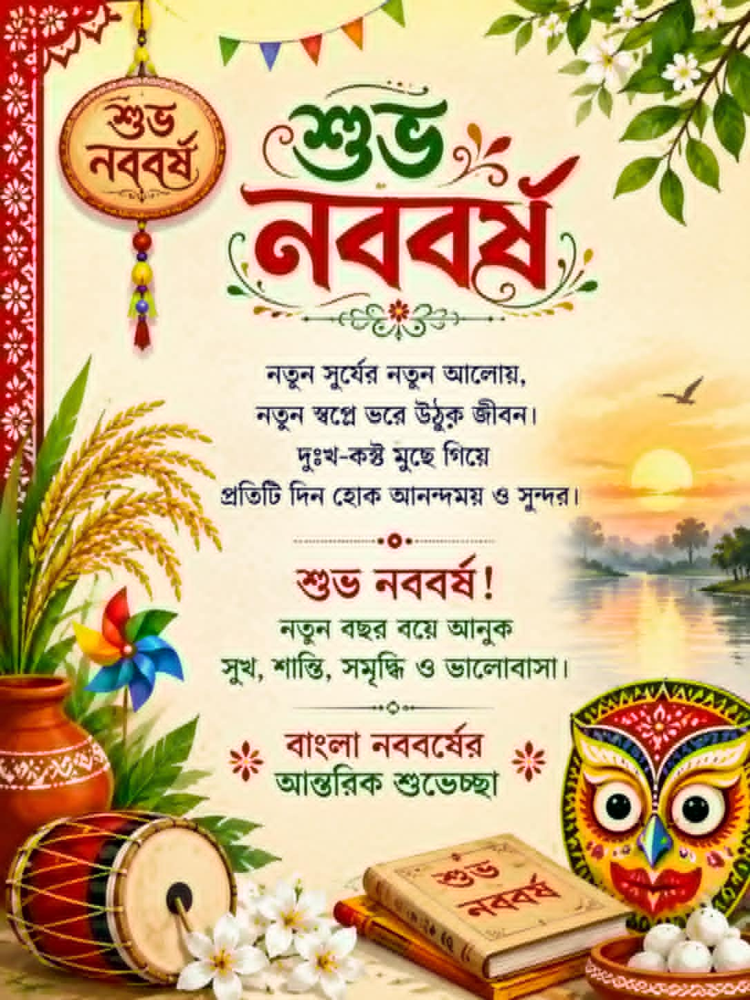 শুভ
নববর্ষ
শুভ
নববর্ষ
নতুন সূর্যের নতুন আলোয়,
নতুন স্বপ্নে ভরে উঠুক জীবন।
দুঃখ-কষ্ট মুছে গিয়ে
প্রতিটি দিন হোক আনন্দময় ও সুন্দর।
শুভ নববর্ষ!
নতুন বছর বয়ে আনুক
সুখ, শান্তি, সমৃদ্ধি ও ভালোবাসা।
বাংলা নববর্ষের
আন্তরিক শুভেচ্ছা
শুভ
নববর্ষ